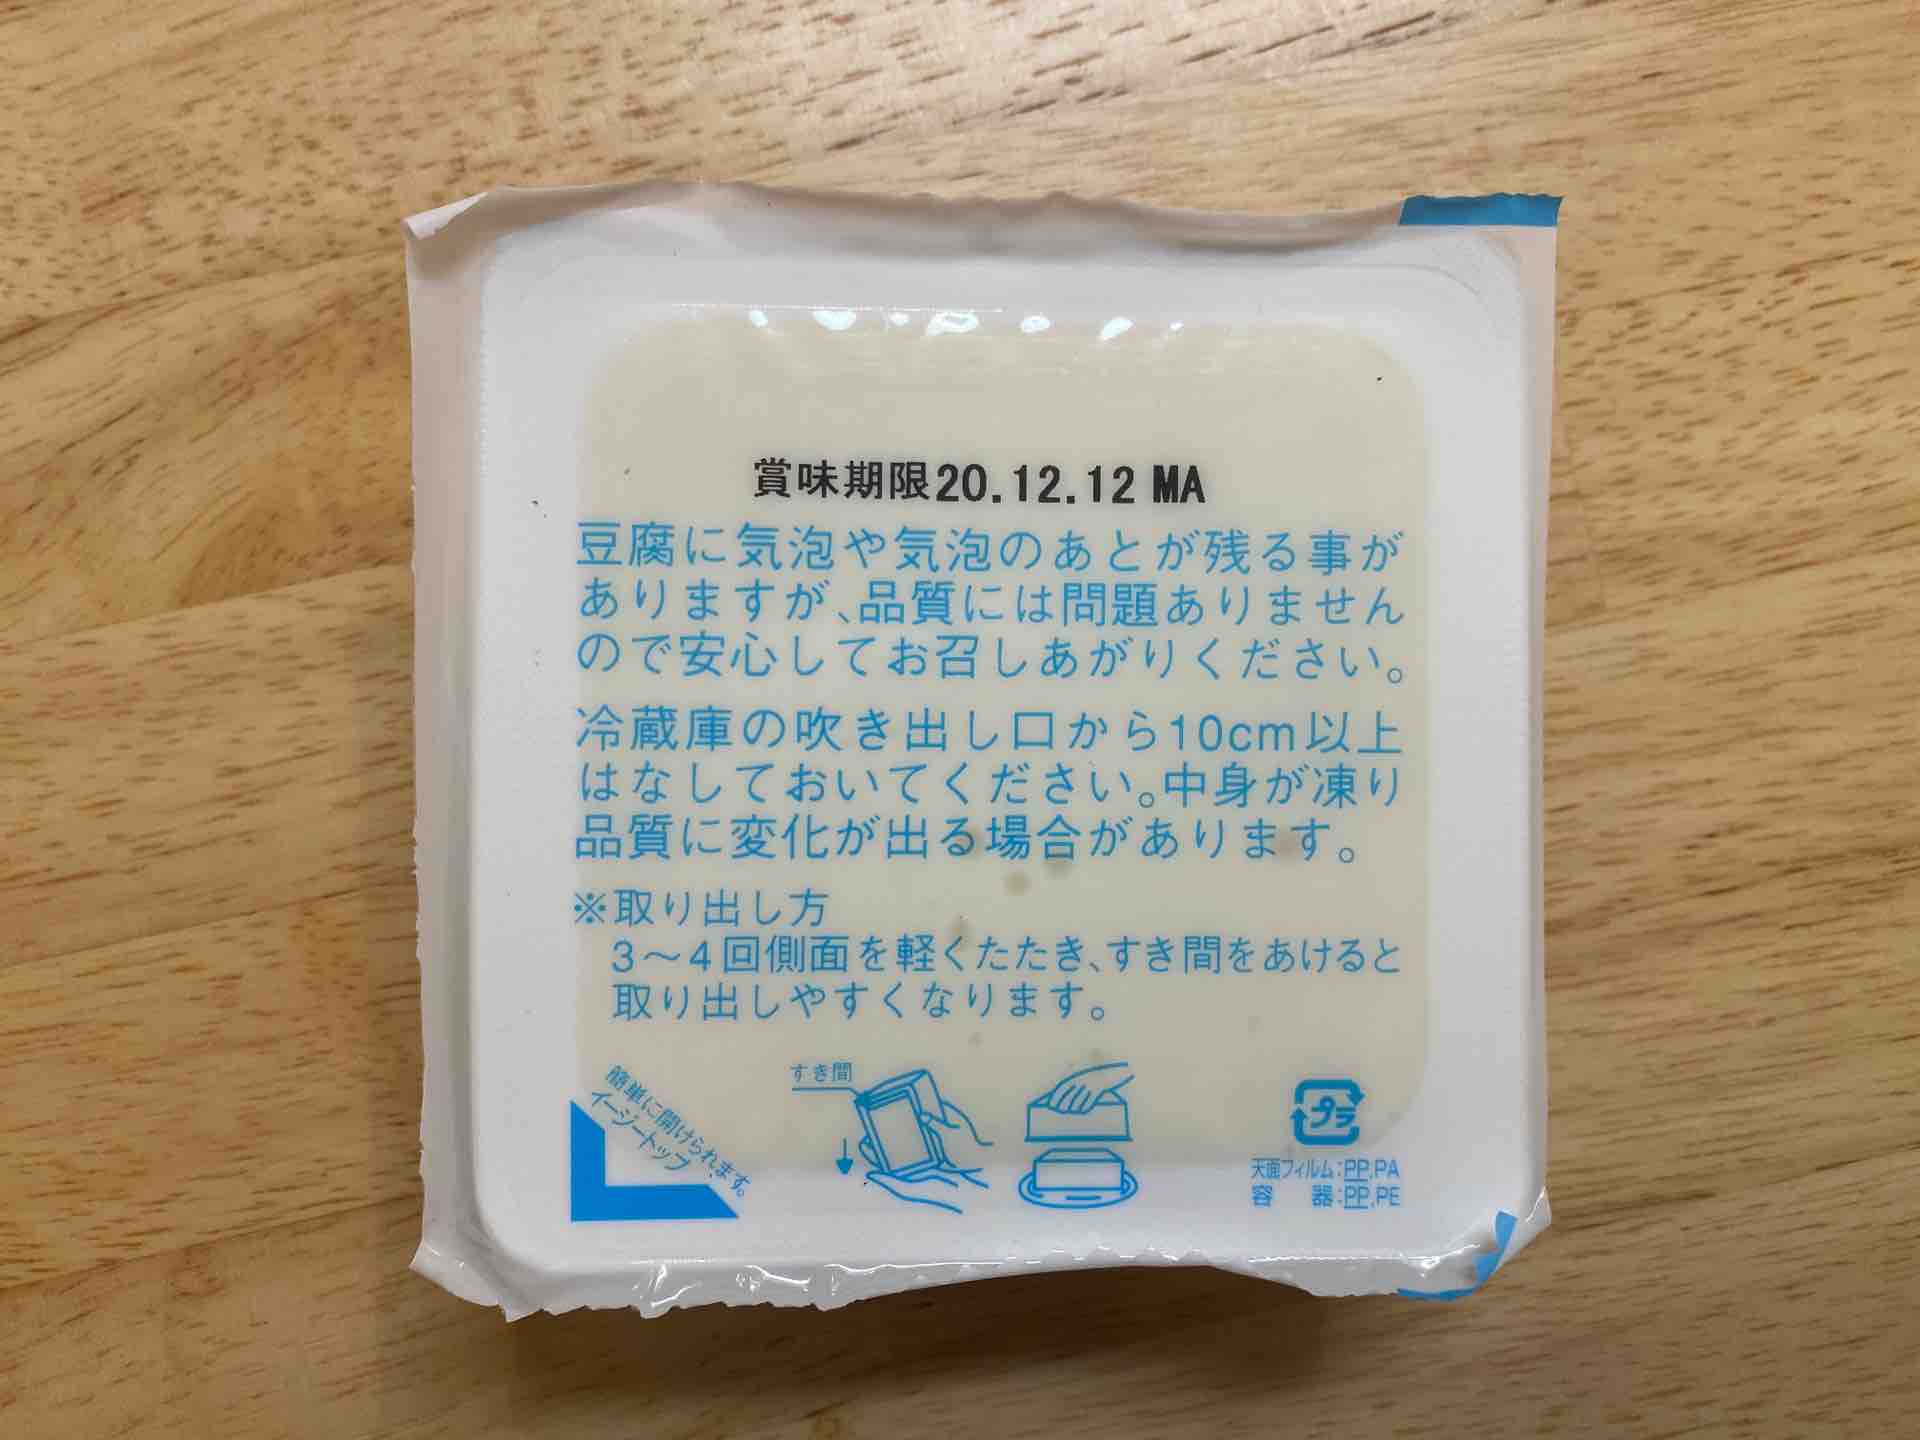 賞味期限20.12.12 MA
豆腐に気泡や気泡のあとが残る事が
ありますが、品質には問題ありません
ので安心してお召しあがりください。
冷蔵庫の吹き出し口から10cm以上
はなしておいてください。中身が凍り
品質に変化が出る場合があります。
※取り出し方
3〜4回側面を軽くたたき、すき間をあけると
取り出しやすくなります。
簡単に開けられます。
イージートップ
すき間
プラ
天面フィルム:PP,PA
容　　器:PP,PE